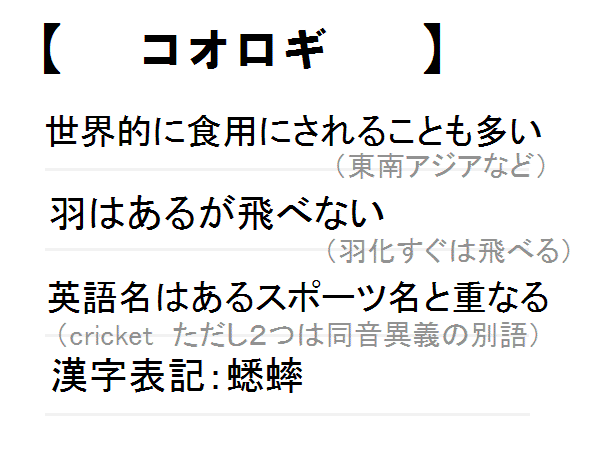 【　コオロギ　】
世界的に食用にされることも多い
（東南アジアなど）
羽はあるが飛べない
（羽化すぐは飛べる）
英語名はあるスポーツ名と重なる
（cricket　ただし２つは同音異義の別語）
漢字表記：蟋蟀